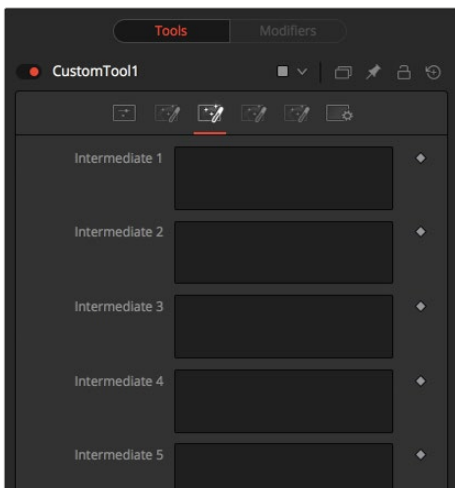 Tools Modifiers
CustomTool1
Intermediate 1
Intermediate 2
Intermediate 3
Intermediate 4
Intermediate 5